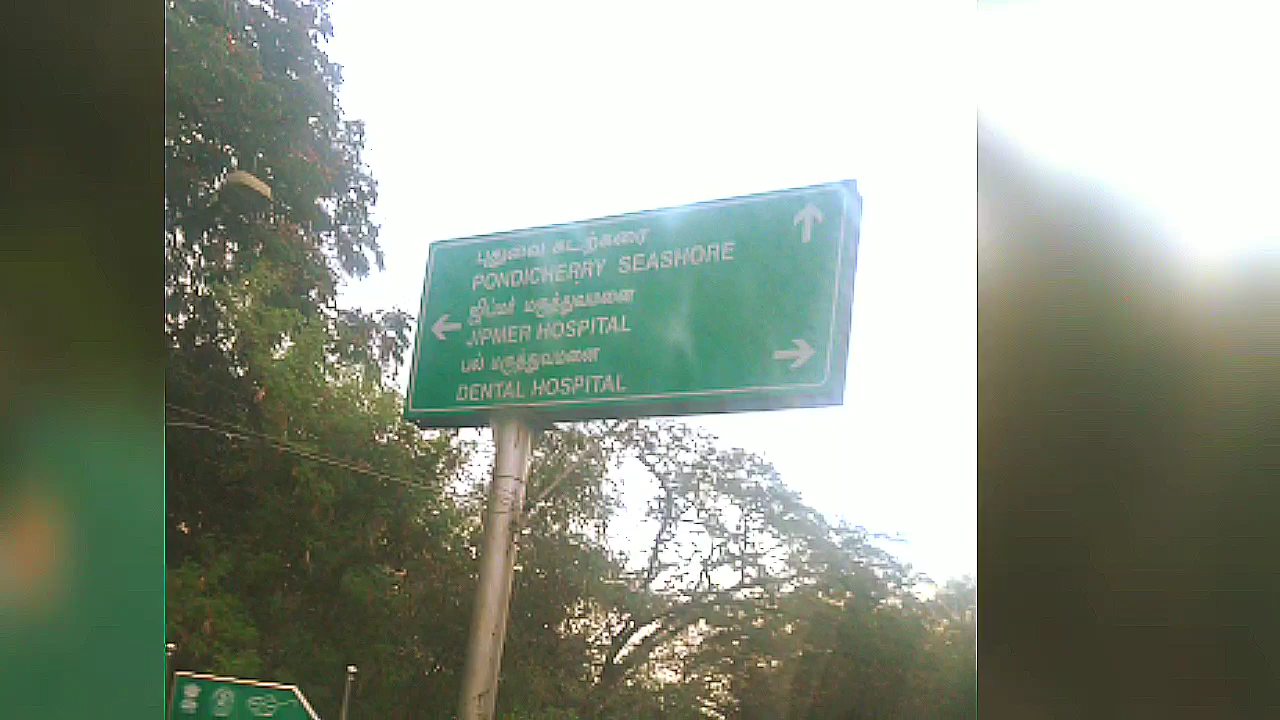 புதுவை கடற்கரை
PONDICHERRY SEASHORE
ஜிப்மர் மருத்துவமனை
JIPMER HOSPITAL
பல் மருத்துவமனை
DENTAL HOSPITAL